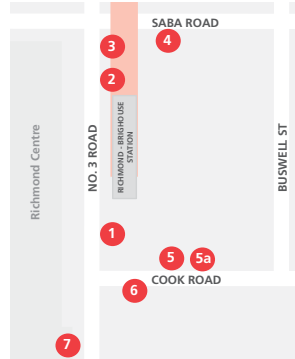 SABA ROAD
3
4
2
RICHMOND - BRIGHOUSE
STATION
Richmond Centre
NO. 3 ROAD
BUSWELL ST
1
5
5a
COOK ROAD
6
7